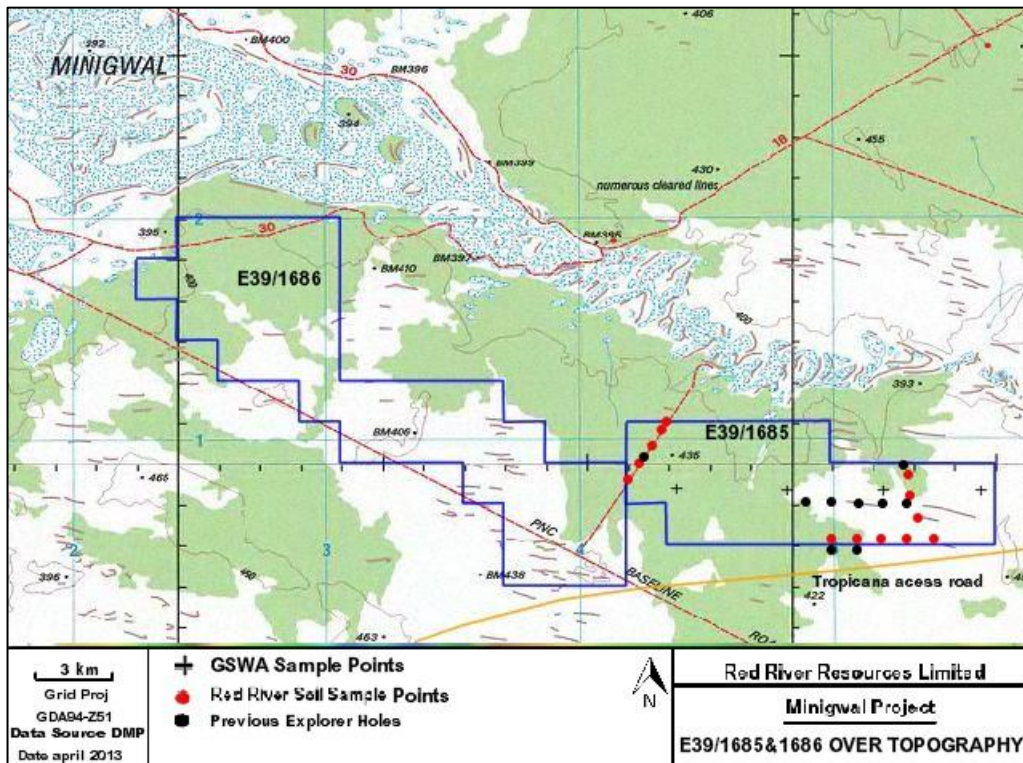 406
BM400
392
MINIGWAL
30
BM396
394
18
455
BM399
430
numerous cleared lines
2
395
30
BM395
BM397
E39/1686
BM410
400
400
393
1
BM406
E39/1685
435
465
PNC
2
3
4
BM438
BASELINE
396
450
Tropicana acess road
422
463
RO
3 km
Grid Proj
GDA94-Z51
Data Source DMP
Date april 2013
GSWA Sample Points
Red River Soil Sample Points
Previous Explorer Holes
N
Red River Resources Limited
Minigwal Project
E39/1685&1686 OVER TOPOGRAPHY